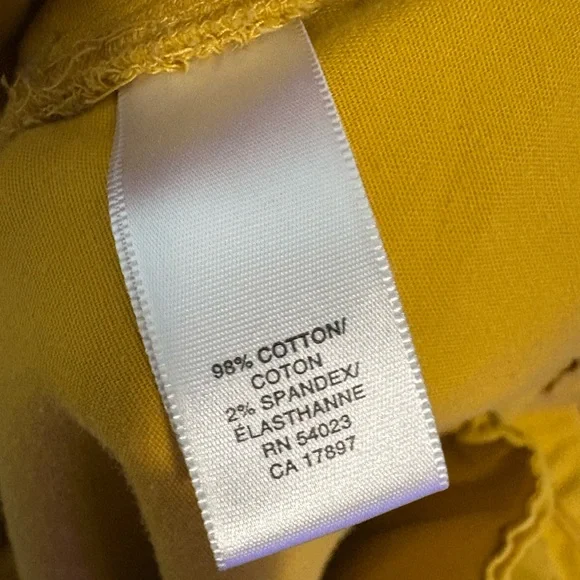 98% COTTON/
COTON
2% SPANDEX/
ÉLASTHANNE
RN 54023
CA 17897